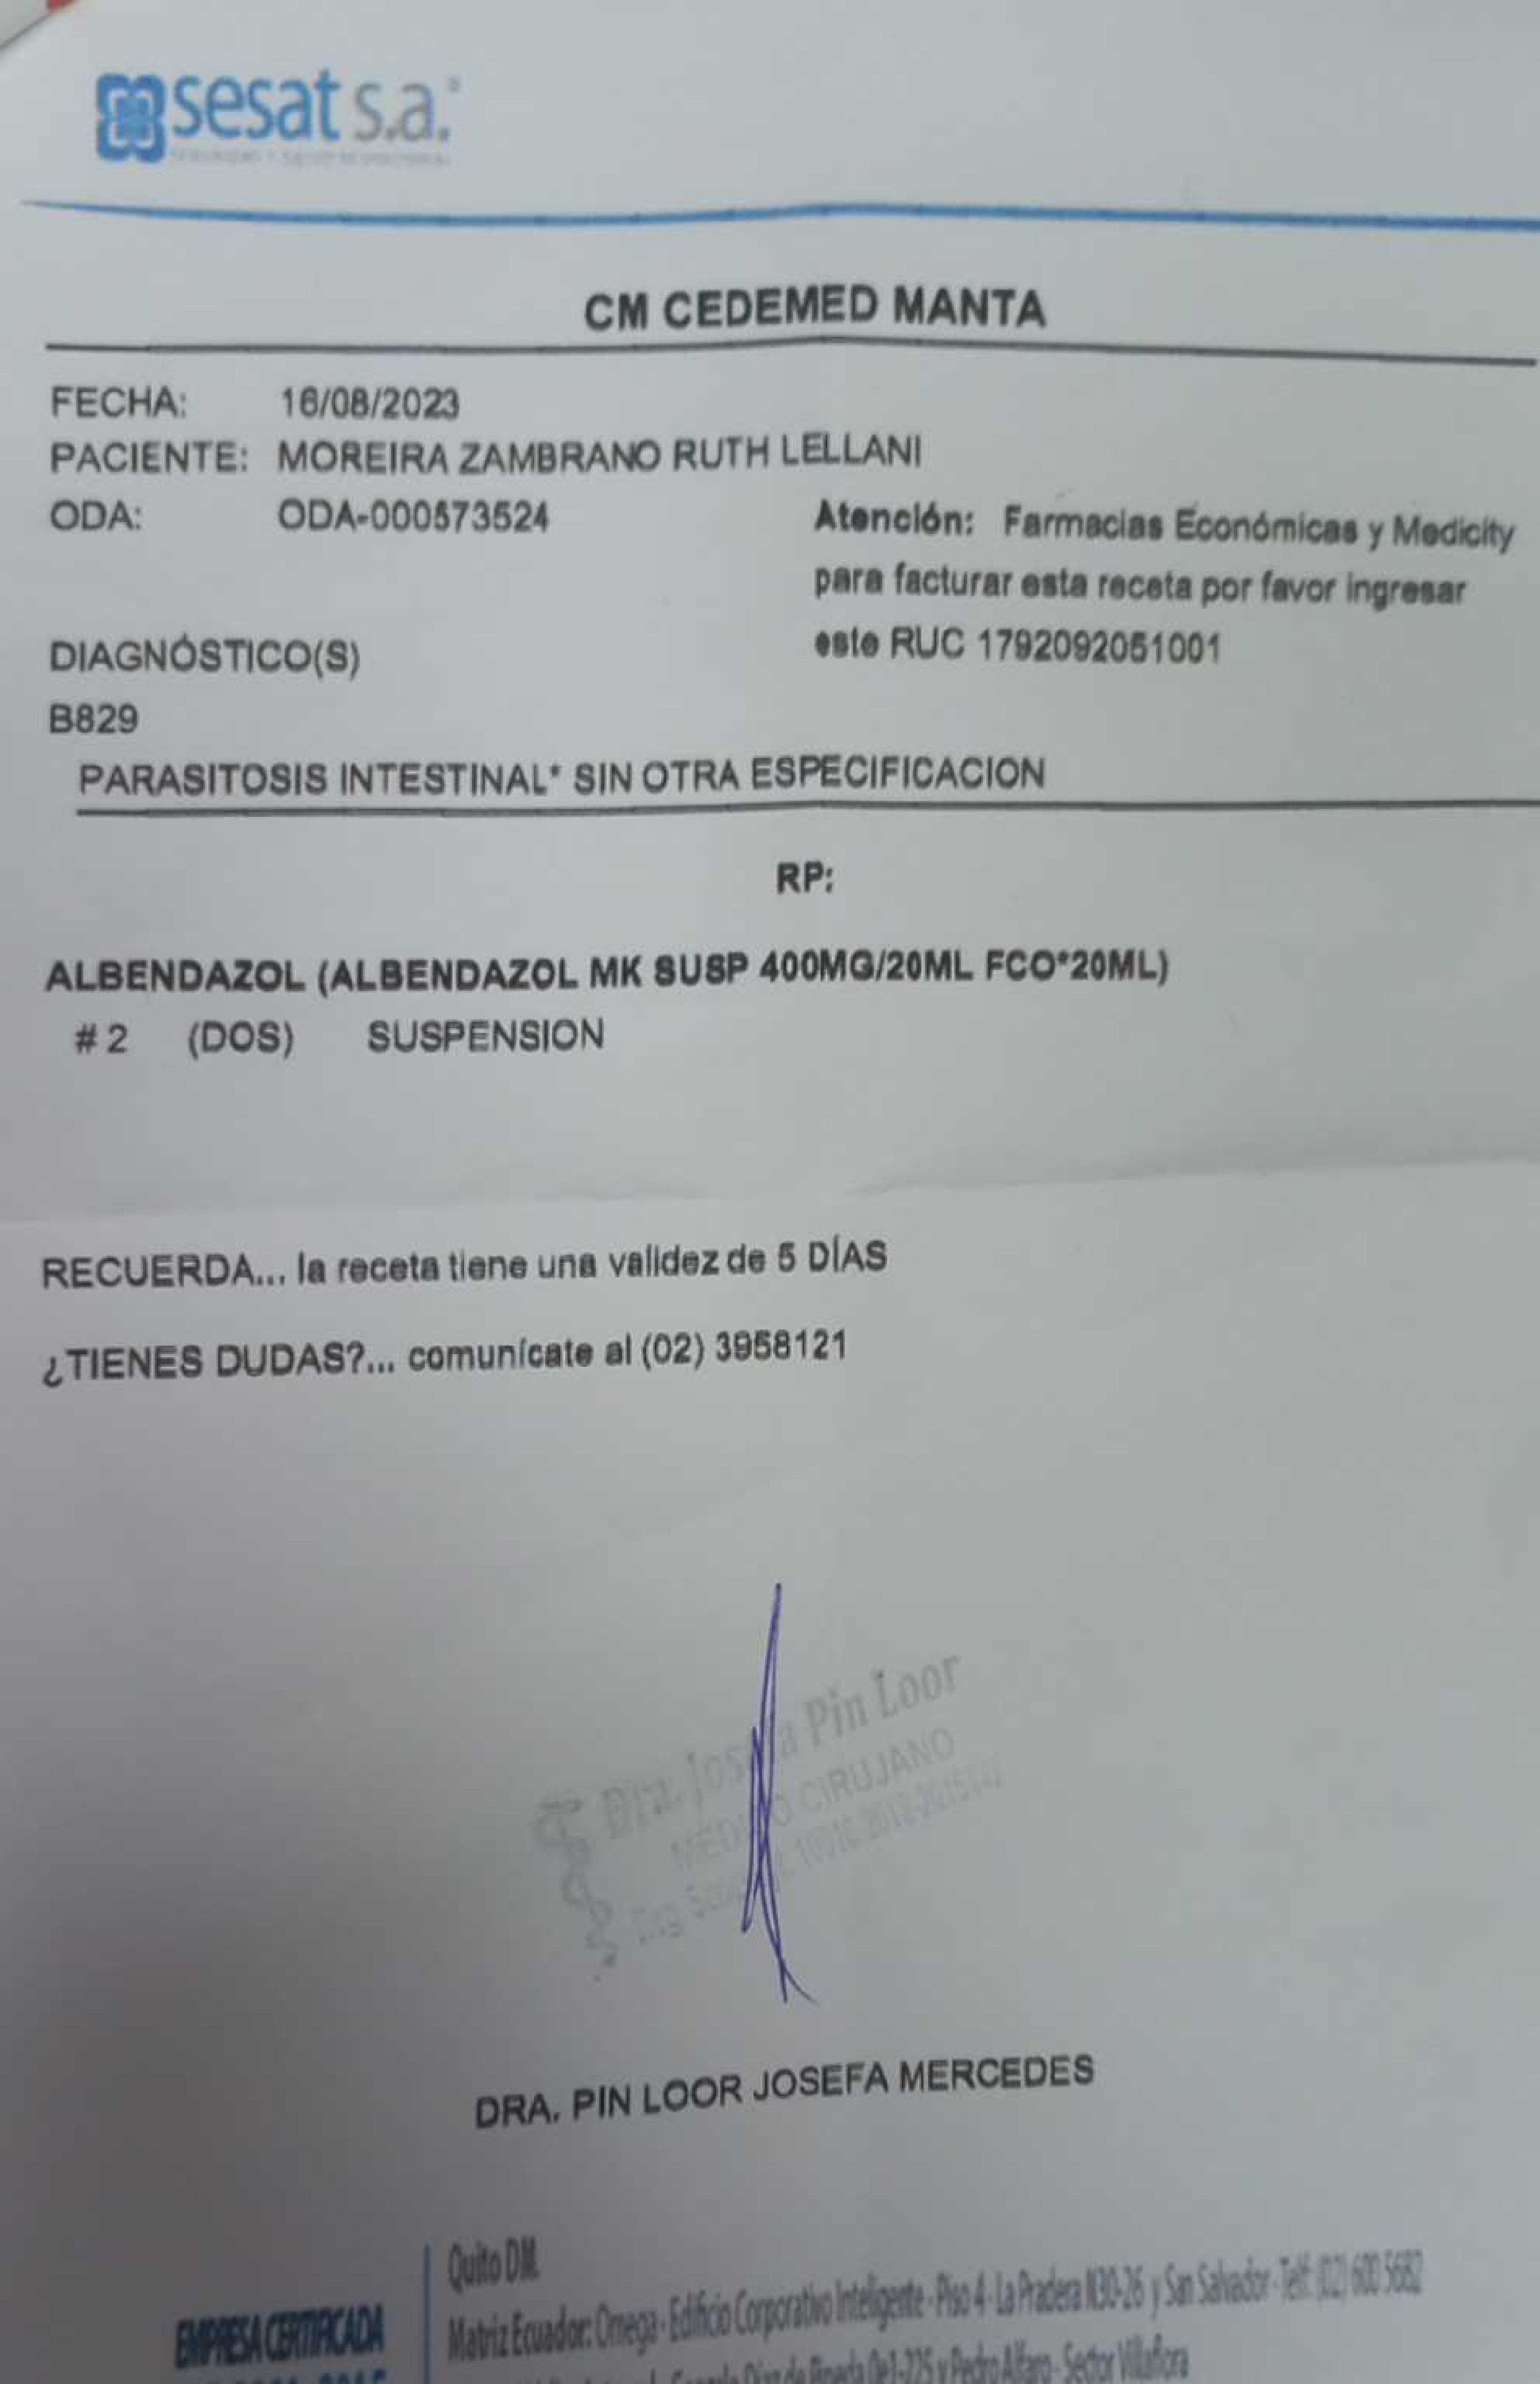 sesat s.a.
CM CEDEMED MANTA
FECHA: 16/08/2023
PACIENTE: MOREIRA ZAMBRANO RUTH LELLANI
ODA: ODA-000573524
Atención: Farmacias Económicas y Medicity
para facturar esta receta por favor ingresar
este RUC 1792092051001
DIAGNÓSTICO(S)
B829
PARASITOSIS INTESTINAL* SIN OTRA ESPECIFICACION
RP:
ALBENDAZOL (ALBENDAZOL MK SUSP 400MG/20ML FCO*20ML)
# 2 (DOS) SUSPENSION
RECUERDA... la receta tiene una validez de 5 DÍAS
¿TIENES DUDAS?... comunícate al (02) 3958121
Dra. Josefa Pin Loor
MÉDICO CIRUJANO
DRA. PIN LOOR JOSEFA MERCEDES
Quito DM.
Matriz Ecuador: Omega - Edificio Corporativo Inteligente - Piso 4 - La Pradera N30-26 y San Salvador - Telf: (02) 600 5682
EMPRESA CERTIFICADA
Gonzalo Díaz de Pineda Oe1-225 y Pedro Alfaro - Sector Villaflora